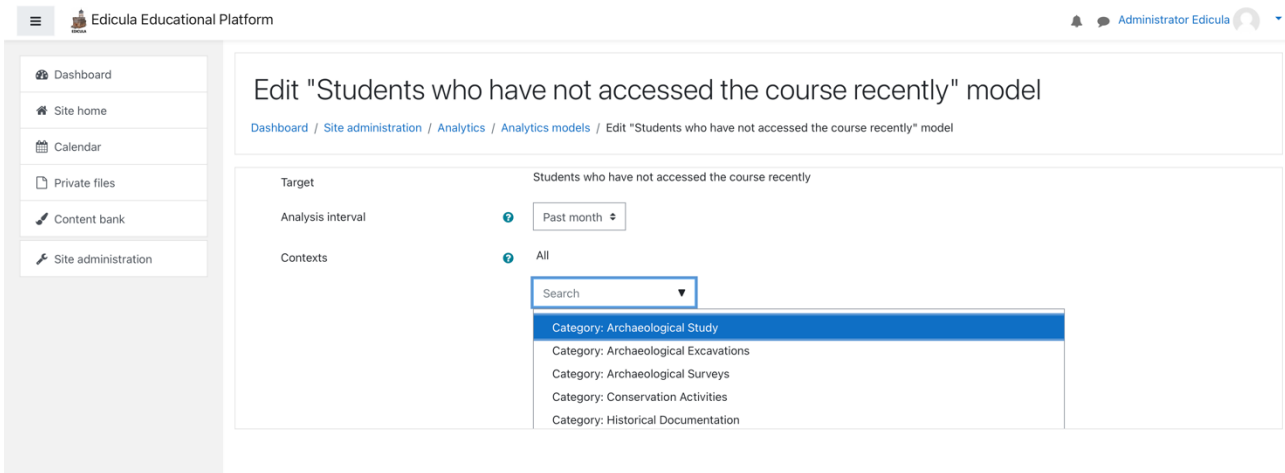 Edicula Educational Platform
Administrator Edicula
Dashboard
Site home
Calendar
Private files
Content bank
Site administration
Edit "Students who have not accessed the course recently" model
Dashboard / Site administration / Analytics / Analytics models / Edit "Students who have not accessed the course recently" model
Target Students who have not accessed the course recently
Analysis interval ? Past month
Contexts ? All
Search
Category: Archaeological Study
Category: Archaeological Excavations
Category: Archaeological Surveys
Category: Conservation Activities
Category: Historical Documentation